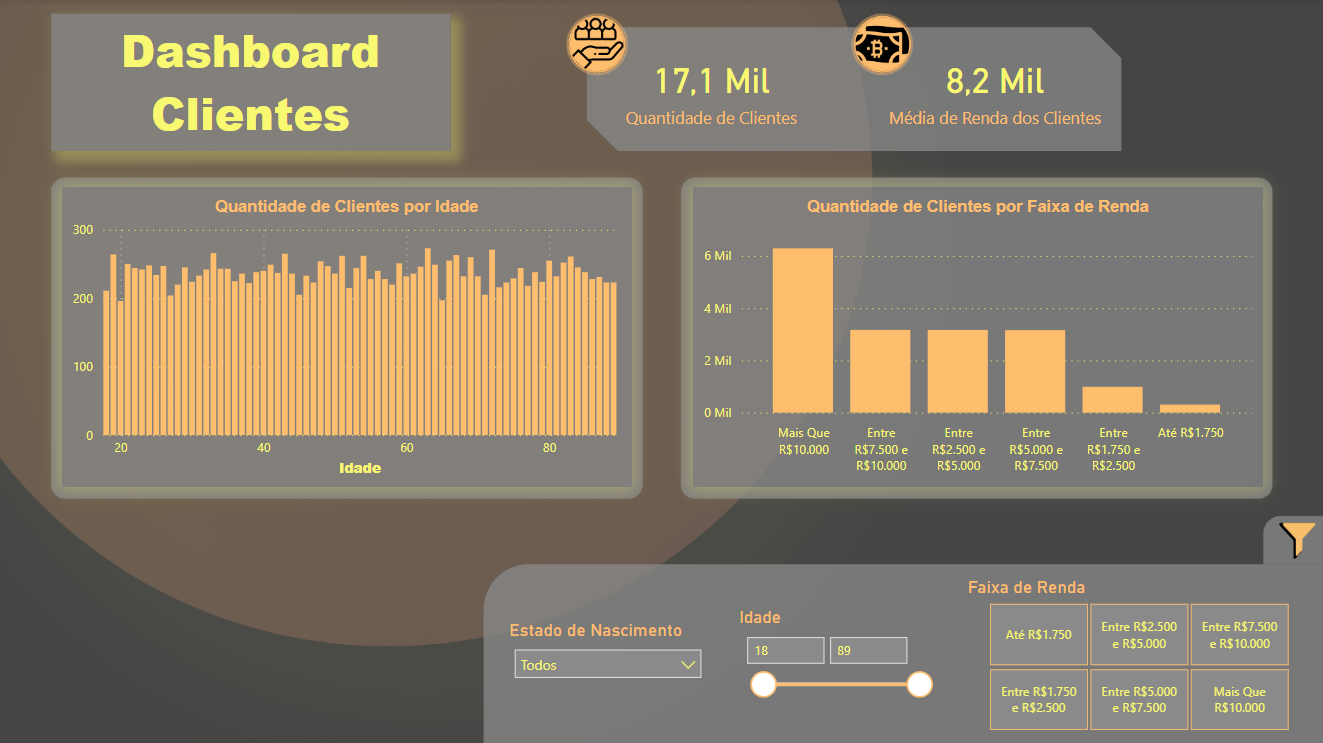 Dashboard
Clientes
17,1 Mil
Quantidade de Clientes
8,2 Mil
Média de Renda dos Clientes
Quantidade de Clientes por Idade
300
200
100
0
20
40
60
80
Idade
Quantidade de Clientes por Faixa de Renda
6 Mil
4 Mil
2 Mil
0 Mil
Mais Que
R$10.000
Entre
R$7.500 e
R$10.000
Entre
R$2.500 e
R$5.000
Entre
R$5.000 e
R$7.500
Entre
R$1.750 e
R$2.500
Até R$1.750
Estado de Nascimento
Todos
Idade
18
89
Faixa de Renda
Até R$1.750
Entre R$2.500
e R$5.000
Entre R$7.500
e R$10.000
Entre R$1.750
e R$2.500
Entre R$5.000
e R$7.500
Mais Que
R$10.000